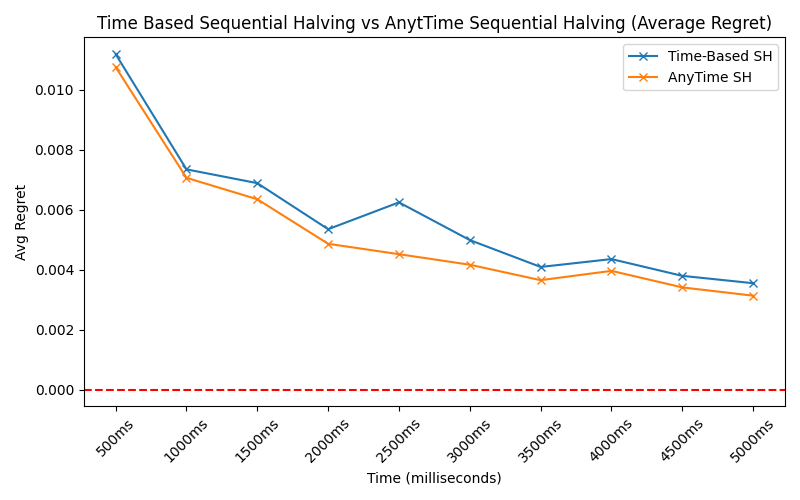 Time Based Sequential Halving vs AnytTime Sequential Halving (Average Regret)
Time-Based SH
AnyTime SH
Avg Regret
0.010
0.008
0.006
0.004
0.002
0.000
500ms
1000ms
1500ms
2000ms
2500ms
3000ms
3500ms
4000ms
4500ms
5000ms
Time (milliseconds)